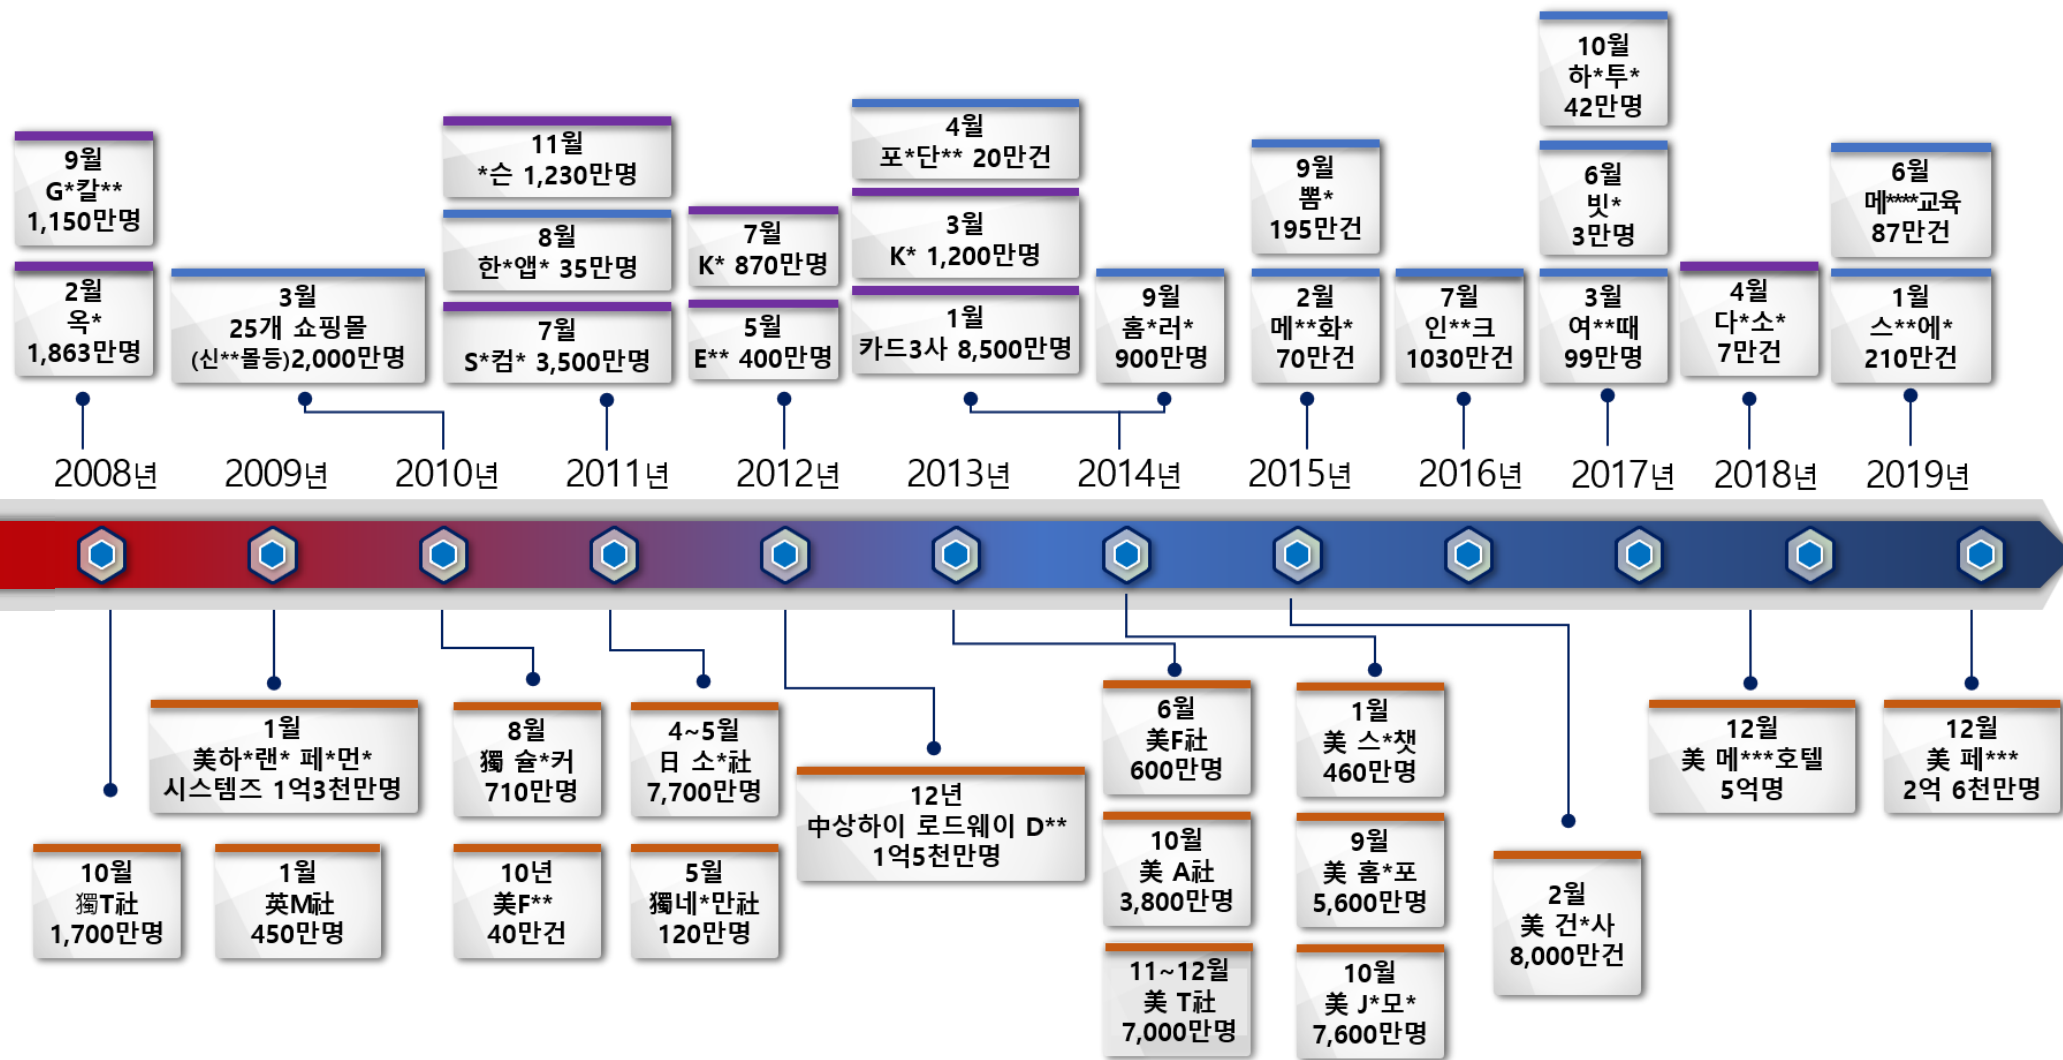 9월
G*칼**
1,150만명
2월
옥*
1,863만명
3월
25개 쇼핑몰
(신**몰등)2,000만명
11월
*슨 1,230만명
8월
한*앱* 35만명
7월
S*컴* 3,500만명
7월
K* 870만명
5월
E** 400만명
4월
포*단** 20만건
3월
K* 1,200만명
1월
카드3사 8,500만명
9월
홈*러*
900만명
9월
뽐*
195만건
2월
메**화*
70만건
7월
인**크
1030만건
10월
하*투*
42만명
6월
빗*
3만명
3월
여**때
99만명
4월
다*소*
7만건
6월
메****교육
87만건
1월
스**에*
210만건
2008년
2009년
2010년
2011년
2012년
2013년
2014년
2015년
2016년
2017년
2018년
2019년
10월
獨T社
1,700만명
1월
美하*랜* 페*먼*
시스템즈 1억3천만명
1월
英M社
450만명
8월
獨 슐*커
710만명
10년
美F**
40만건
4~5월
日 소*社
7,700만명
5월
獨네*만社
120만명
12년
中상하이 로드웨이 D**
1억5천만명
6월
美F社
600만명
10월
美 A社
3,800만명
11~12월
美 T社
7,000만명
1월
美 스*챗
460만명
9월
美 홈*포
5,600만명
10월
美 J*모*
7,600만명
2월
美 건*사
8,000만건
12월
美 메***호텔
5억명
12월
美 페***
2억 6천만명